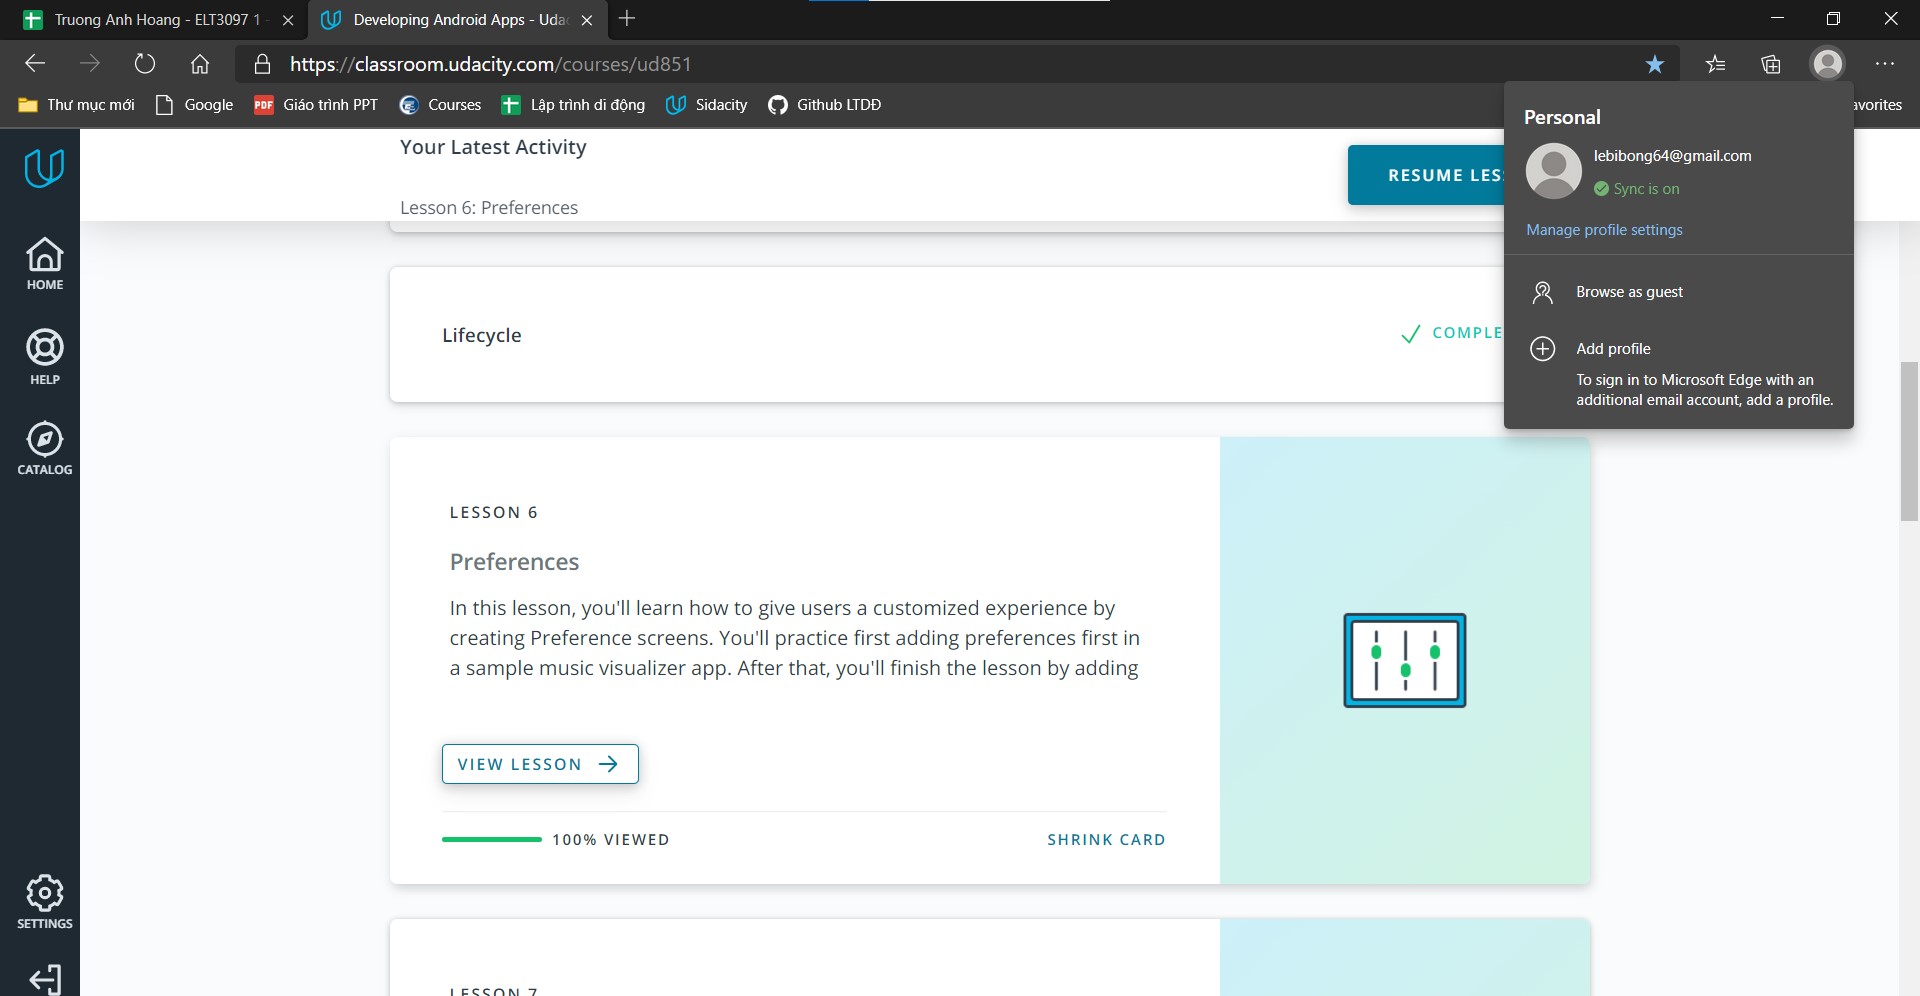 Truong Anh Hoang - ELT3097 1
Developing Android Apps - Uda
https://classroom.udacity.com/courses/ud851
Thư mục mới
Google
PDF
Giáo trình PPT
Courses
Lập trình di động
Sidacity
Github LTDĐ
avorites
Personal
lebibong64@gmail.com
Sync is on
Manage profile settings
Browse as guest
Add profile
To sign in to Microsoft Edge with an
additional email account, add a profile.
HOME
HELP
CATALOG
SETTINGS
Your Latest Activity
Lesson 6: Preferences
RESUME LES
Lifecycle
COMPLE
LESSON 6
Preferences
In this lesson, you'll learn how to give users a customized experience by
creating Preference screens. You'll practice first adding preferences first in
a sample music visualizer app. After that, you'll finish the lesson by adding
VIEW LESSON
100% VIEWED
SHRINK CARD
LESSON 7